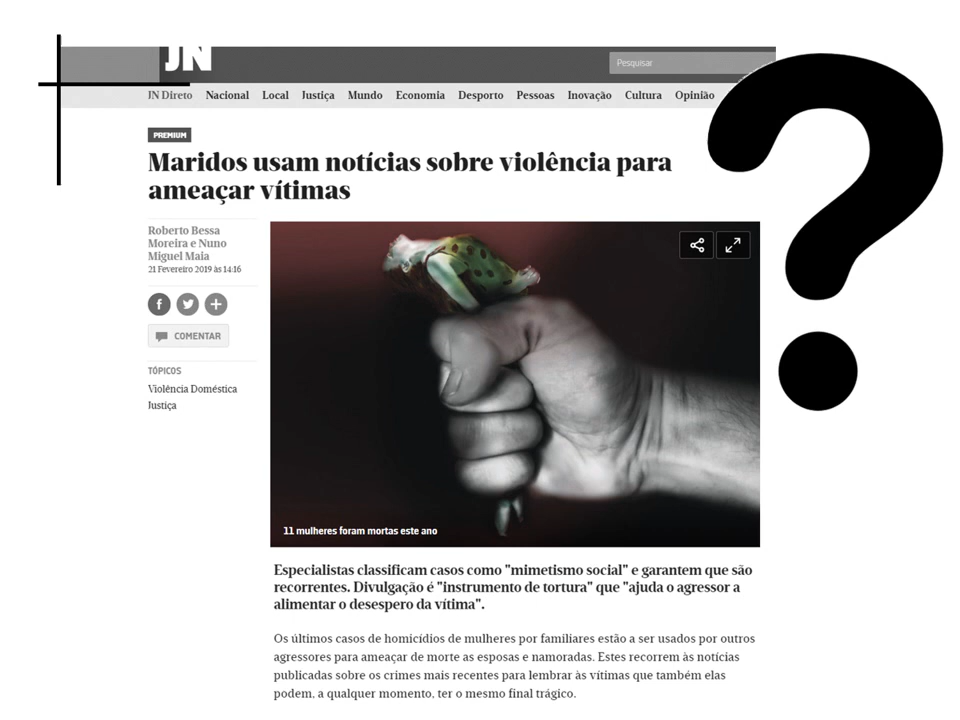 JN
Pesquisar
JN Direto Nacional Local Justiça Mundo Economia Desporto Pessoas Inovação Cultura Opinião
PREMIUM
Maridos usam notícias sobre violência para
ameaçar vítimas
Roberto Bessa
Moreira e Nuno
Miguel Maia
21 Fevereiro 2019 às 14:16
COMENTAR
TÓPICOS
Violência Doméstica
Justiça
11 mulheres foram mortas este ano
Especialistas classificam casos como "mimetismo social" e garantem que são
recorrentes. Divulgação é "instrumento de tortura" que "ajuda o agressor a
alimentar o desespero da vítima".
Os últimos casos de homicídios de mulheres por familiares estão a ser usados por outros
agressores para ameaçar de morte as esposas e namoradas. Estes recorrem às notícias
publicadas sobre os crimes mais recentes para lembrar às vítimas que também elas
podem, a qualquer momento, ter o mesmo final trágico.
?